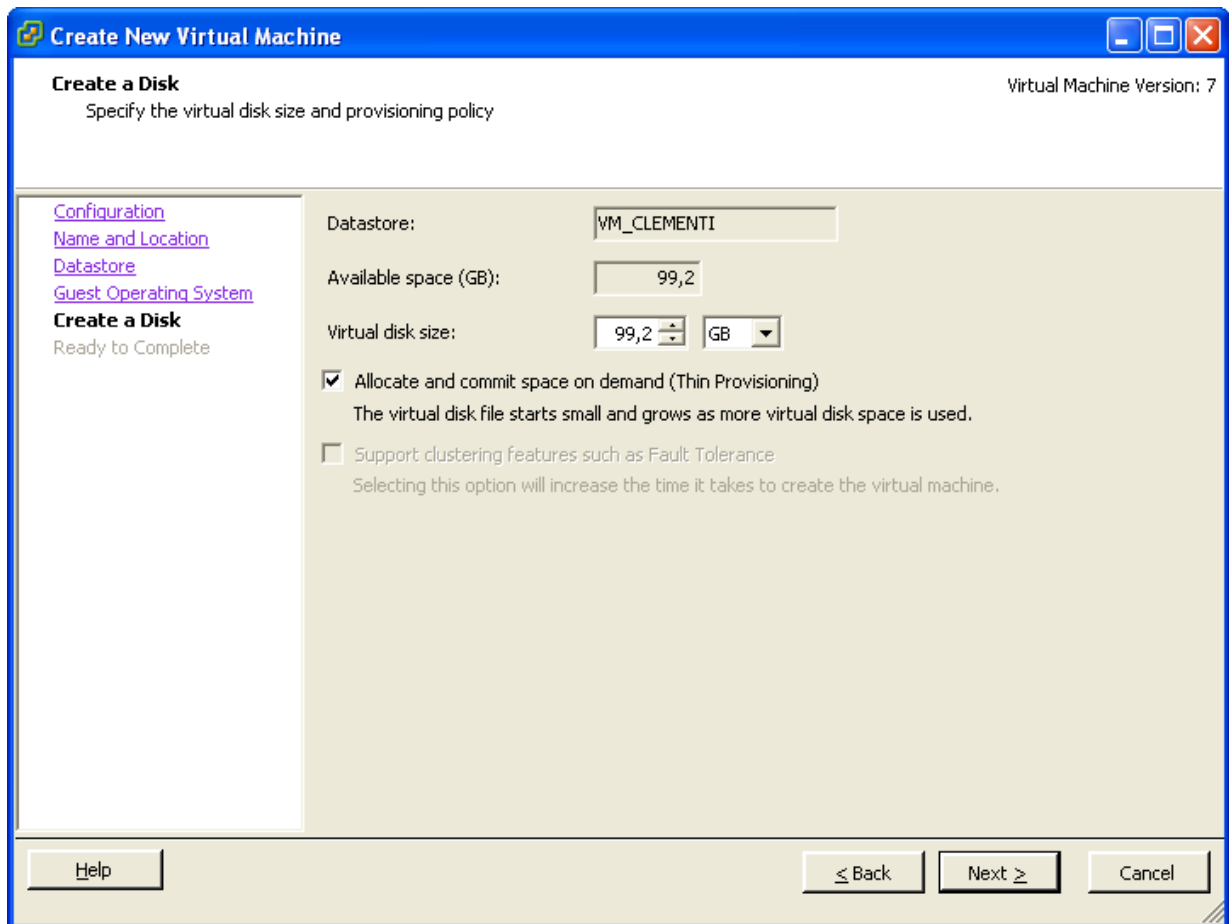 Create New Virtual Machine
Create a Disk
Virtual Machine Version: 7
Specify the virtual disk size and provisioning policy
Configuration
Name and Location
Datastore
Guest Operating System
Create a Disk
Ready to Complete
Datastore: VM_CLEMENTI
Available space (GB): 99,2
Virtual disk size: 99,2 GB
Allocate and commit space on demand (Thin Provisioning)
The virtual disk file starts small and grows as more virtual disk space is used.
Support clustering features such as Fault Tolerance
Selecting this option will increase the time it takes to create the virtual machine.
Help
< Back
Next >
Cancel